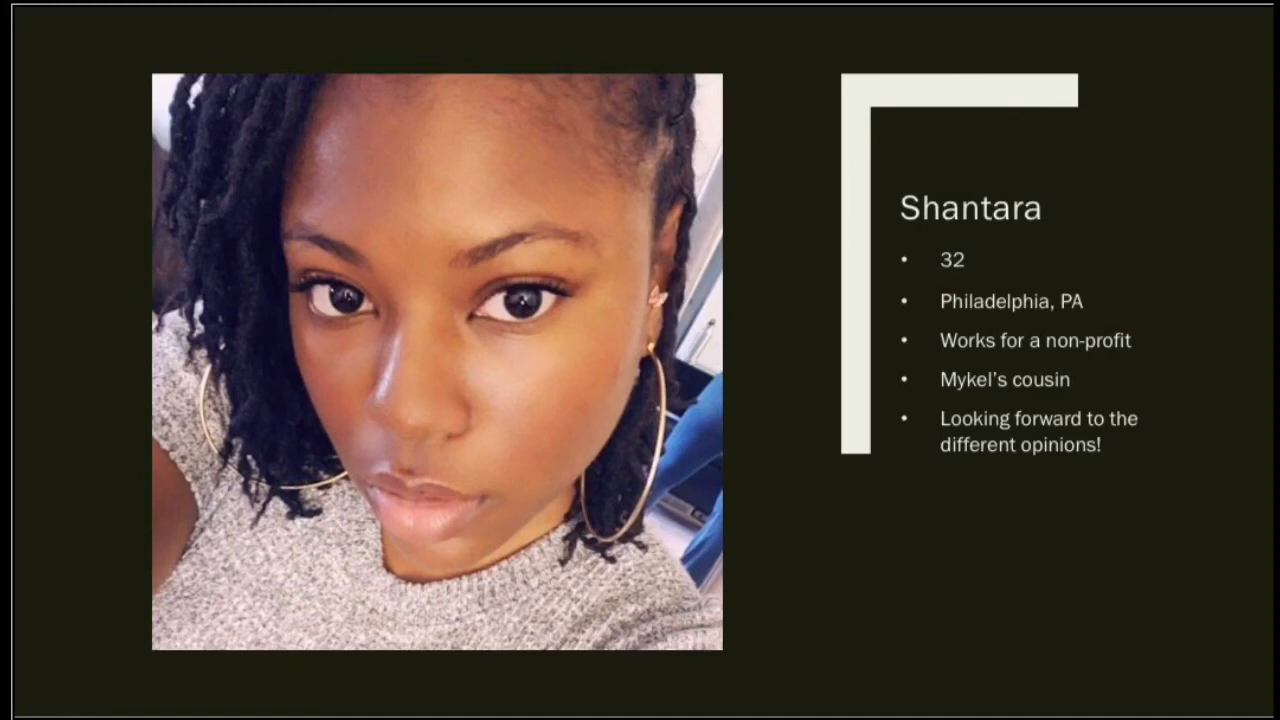 Shantara
• 32
• Philadelphia, PA
• Works for a non-profit
• Mykel's cousin
• Looking forward to the
different opinions!